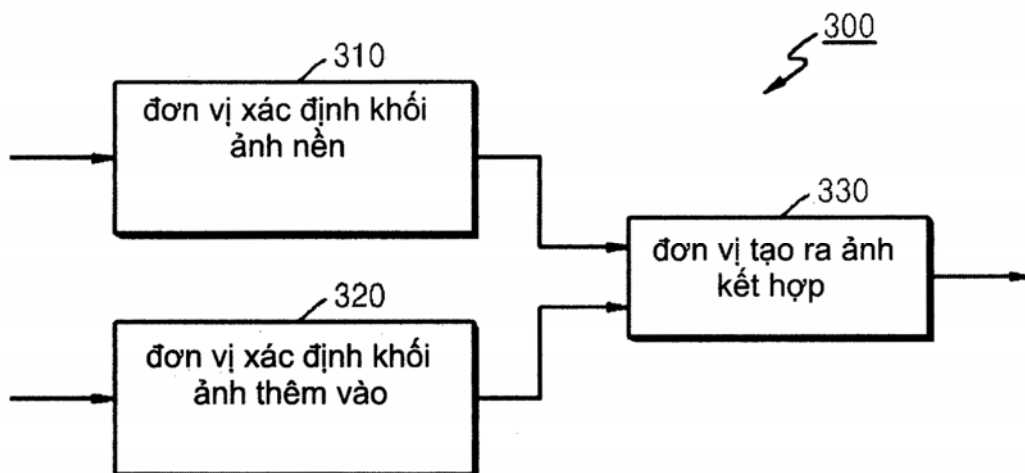 300
310
đơn vị xác định khối
ảnh nền
330
đơn vị tạo ra ảnh
kết hợp
320
đơn vị xác định khối
ảnh thêm vào